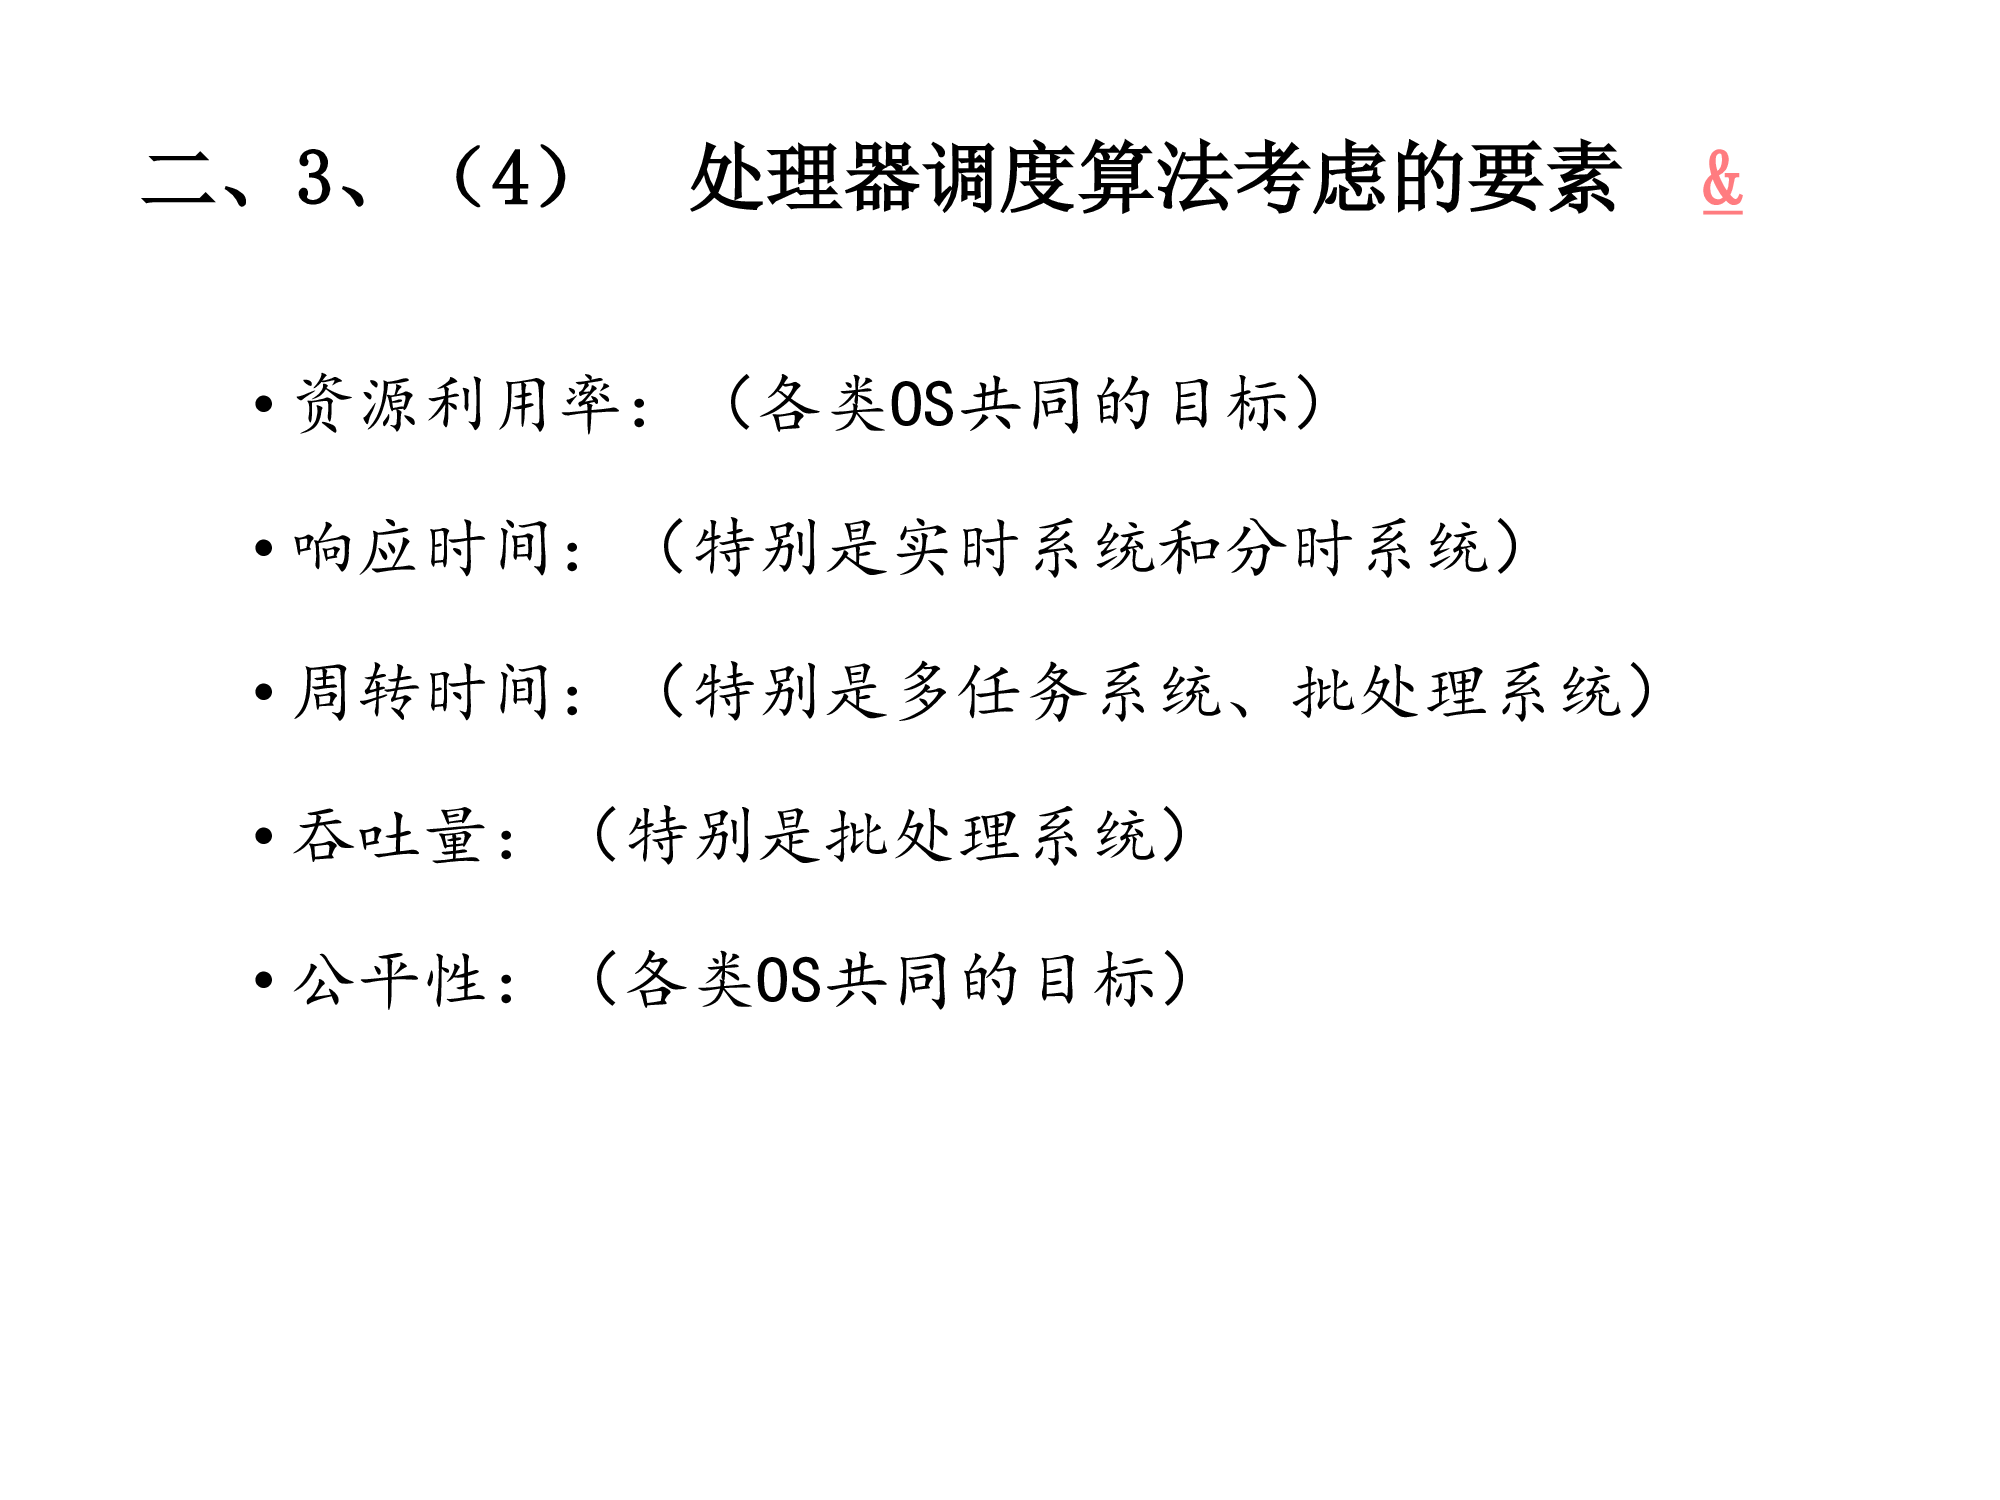 二、3、（4） 处理器调度算法考虑的要素 &
• 资源利用率：（各类OS共同的目标）
• 响应时间：（特别是实时系统和分时系统）
• 周转时间：（特别是多任务系统、批处理系统）
• 吞吐量：（特别是批处理系统）
• 公平性：（各类OS共同的目标）